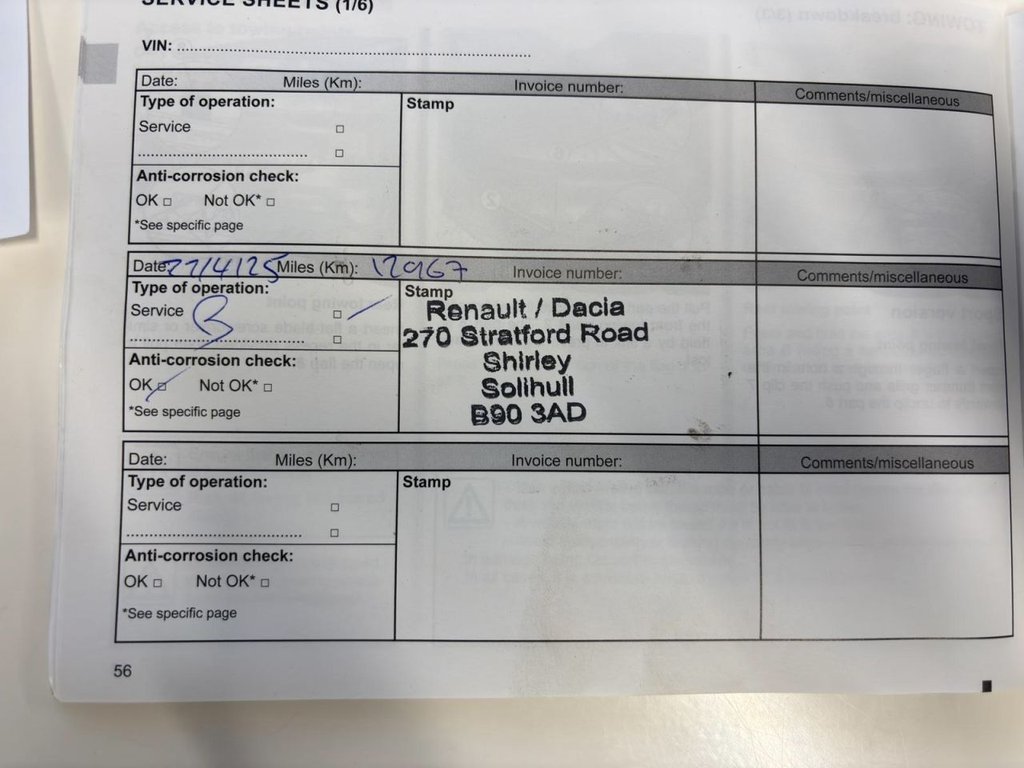 SERVICE SHEETS (1/6)
VIN: ................................................................
Date: Miles (Km): Invoice number: Comments/miscellaneous
Type of operation: Stamp
Service □
........................................ □
Anti-corrosion check:
OK □ Not OK* □
*See specific page
Date: /4/25 Miles (Km): 12967 Invoice number: Comments/miscellaneous
Type of operation: Stamp
Service B □
........................................ □
Renault / Dacia
270 Stratford Road
Shirley
Solihull
B90 3AD
Anti-corrosion check:
OK □ Not OK* □
*See specific page
Date: Miles (Km): Invoice number: Comments/miscellaneous
Type of operation: Stamp
Service □
........................................ □
Anti-corrosion check:
OK □ Not OK* □
*See specific page
56